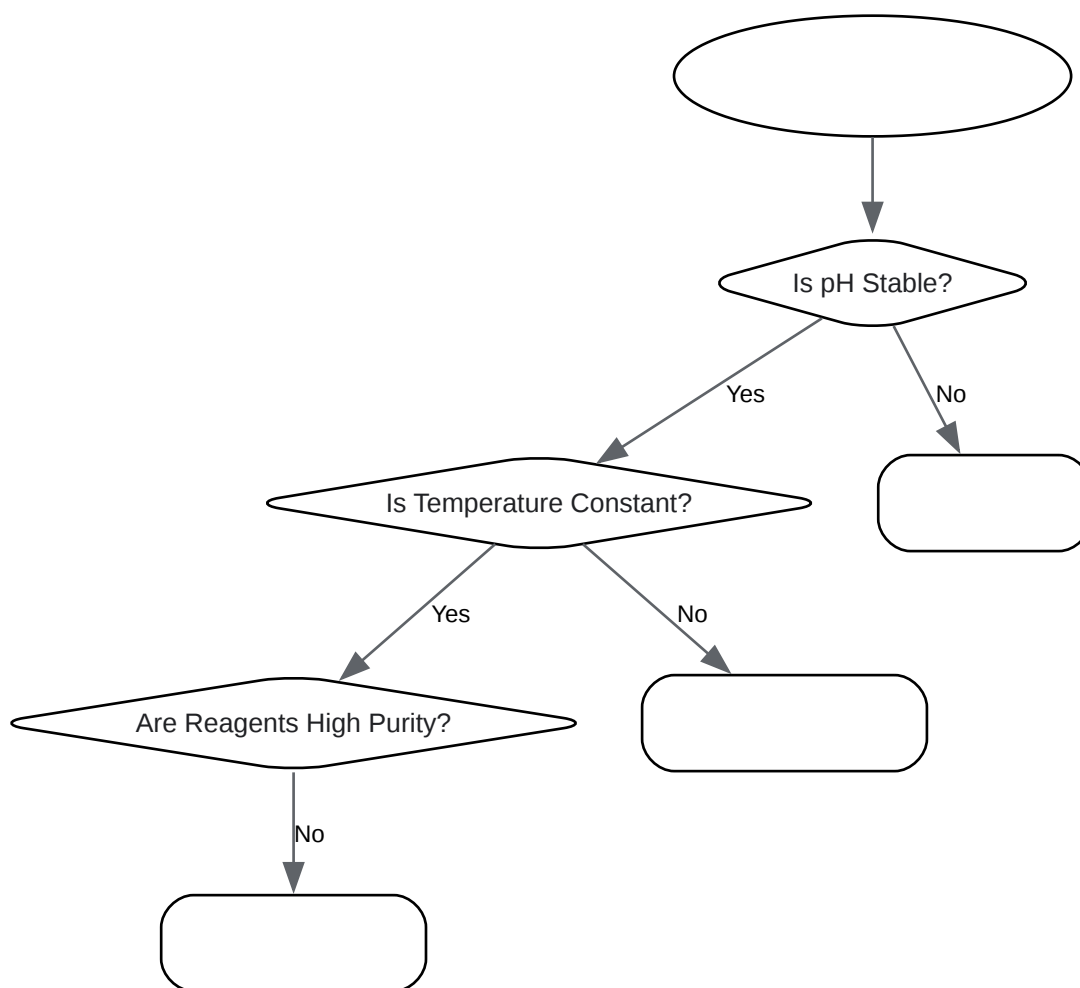 Is pH Stable?
Yes
No
Is Temperature Constant?
Yes
No
Are Reagents High Purity?
No